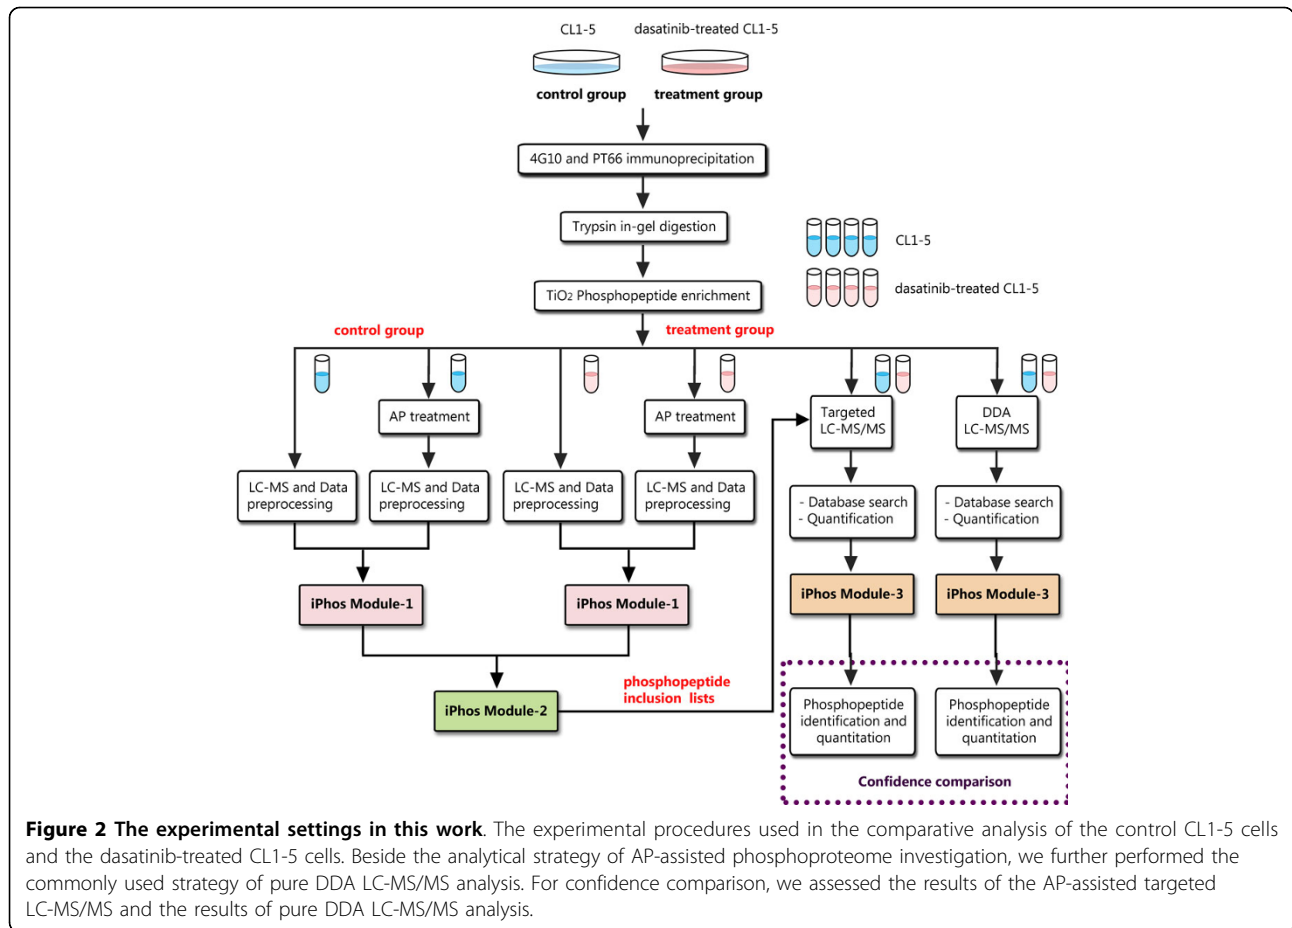 CL1-5
dasatinib-treated CL1-5
control group
treatment group
4G10 and PT66 immunoprecipitation
Trypsin in-gel digestion
CL1-5
dasatinib-treated CL1-5
TiO2 Phosphopeptide enrichment
control group
treatment group
AP treatment
AP treatment
Targeted
LC-MS/MS
DDA
LC-MS/MS
LC-MS and Data
preprocessing
LC-MS and Data
preprocessing
LC-MS and Data
preprocessing
LC-MS and Data
preprocessing
- Database search
- Quantification
- Database search
- Quantification
iPhos Module-1
iPhos Module-1
iPhos Module-3
iPhos Module-3
iPhos Module-2
phosphopeptide
inclusion lists
Phosphopeptide
identification and
quantitation
Phosphopeptide
identification and
quantitation
Confidence comparison
Figure 2 The experimental settings in this work. The experimental procedures used in the comparative analysis of the control CL1-5 cells
and the dasatinib-treated CL1-5 cells. Beside the analytical strategy of AP-assisted phosphoproteome investigation, we further performed the
commonly used strategy of pure DDA LC-MS/MS analysis. For confidence comparison, we assessed the results of the AP-assisted targeted
LC-MS/MS and the results of pure DDA LC-MS/MS analysis.